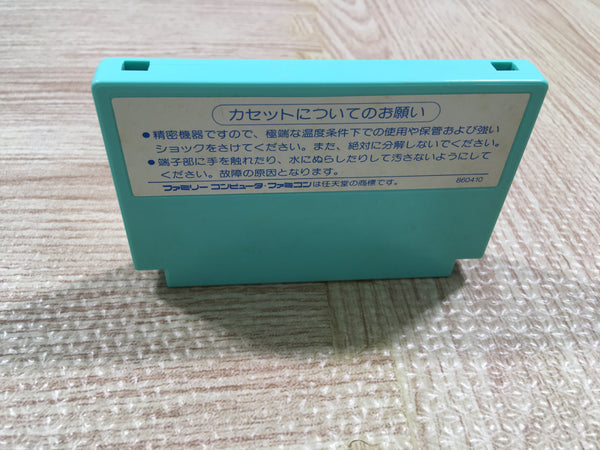 カセットについてのお願い
●精密機器ですので、極端な温度条件下での使用や保管および強い
ショックをさけてください。また、絶対に分解しないでください。
●端子部に手を触れたり、水にぬらしたりして汚さないようにして
ください。故障の原因となります。
ファミリー コンピュータ・ファミコンは任天堂の商標です。 860410